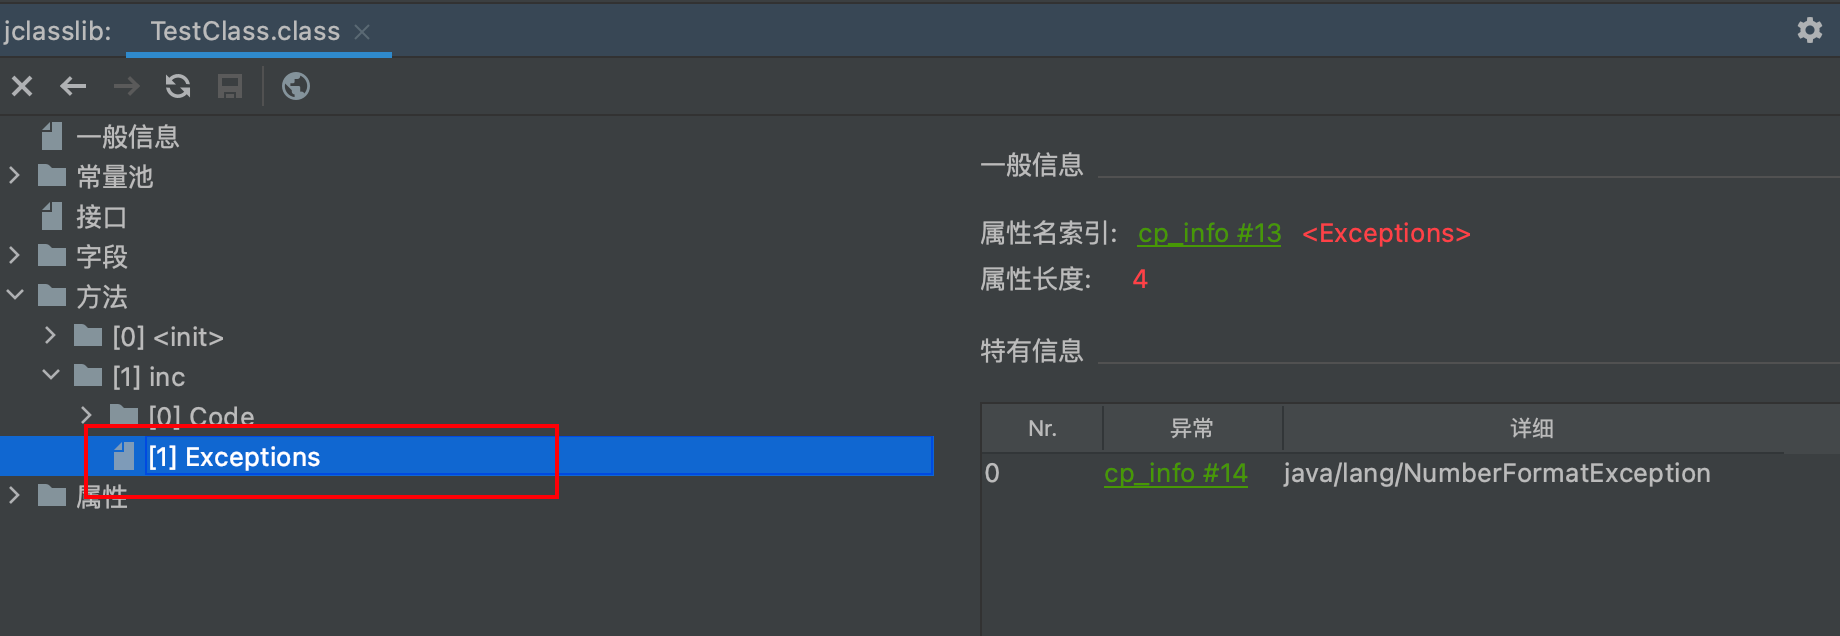 jclasslib: TestClass.class
一般信息
常量池
接口
字段
方法
[0] <init>
[1] inc
[0] Code
[1] Exceptions
属性
一般信息
属性名索引: cp_info #13 <Exceptions>
属性长度: 4
特有信息
Nr. 异常 详细
0 cp_info #14 java/lang/NumberFormatException